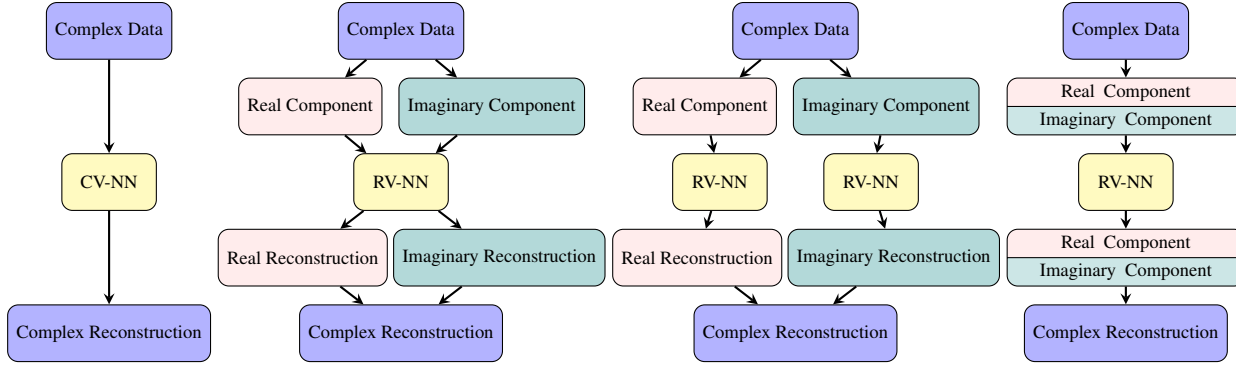 Complex Data
CV-NN
Complex Reconstruction
Complex Data
Real Component
Imaginary Component
RV-NN
Real Reconstruction
Imaginary Reconstruction
Complex Reconstruction
Complex Data
Real Component
Imaginary Component
RV-NN
RV-NN
Real Reconstruction
Imaginary Reconstruction
Complex Reconstruction
Complex Data
Real Component
Imaginary Component
RV-NN
Real Component
Imaginary Component
Complex Reconstruction